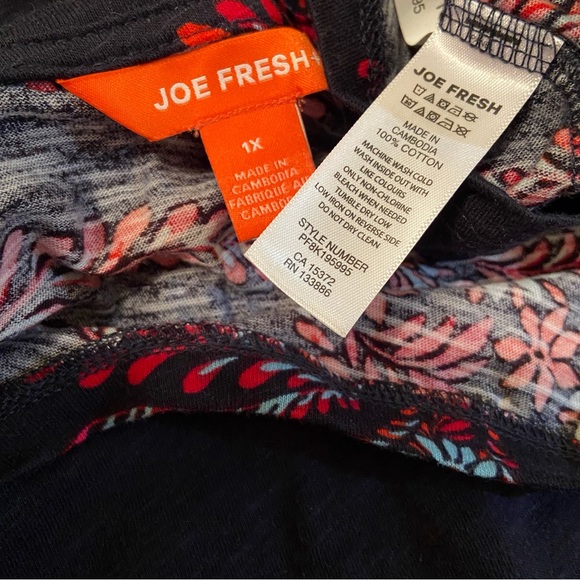 JOE FRESH+
1X
MADE IN
CAMBODIA
FABRIQUE AU
CAMBO
JOE FRESH
MADE IN
CAMBODIA
100% COTTON
MACHINE WASH COLD
WASH INSIDE OUT WITH
LIKE COLOURS
ONLY NON-CHLORINE
BLEACH WHEN NEEDED
TUMBLE DRY LOW
LOW IRON ON REVERSE SIDE
DO NOT DRY CLEAN
STYLE NUMBER
PF9K195995
CA 15372
RN 133886